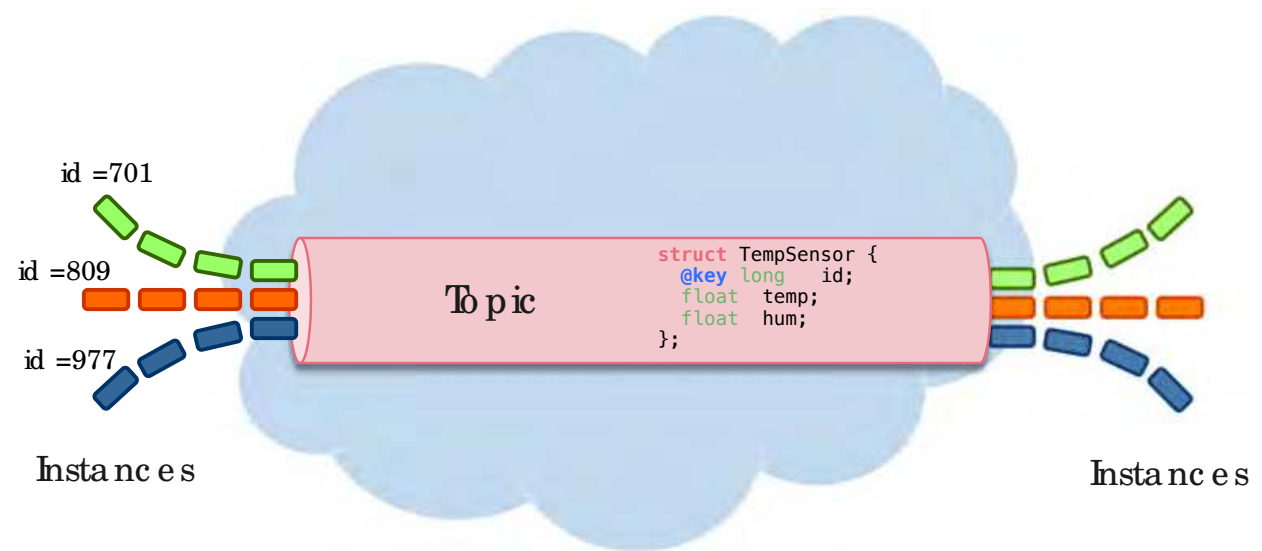 id =701
id =809
id =977
Instances
Topic
struct TempSensor {
  @key long   id;
  float  temp;
  float  hum;
};
Instances